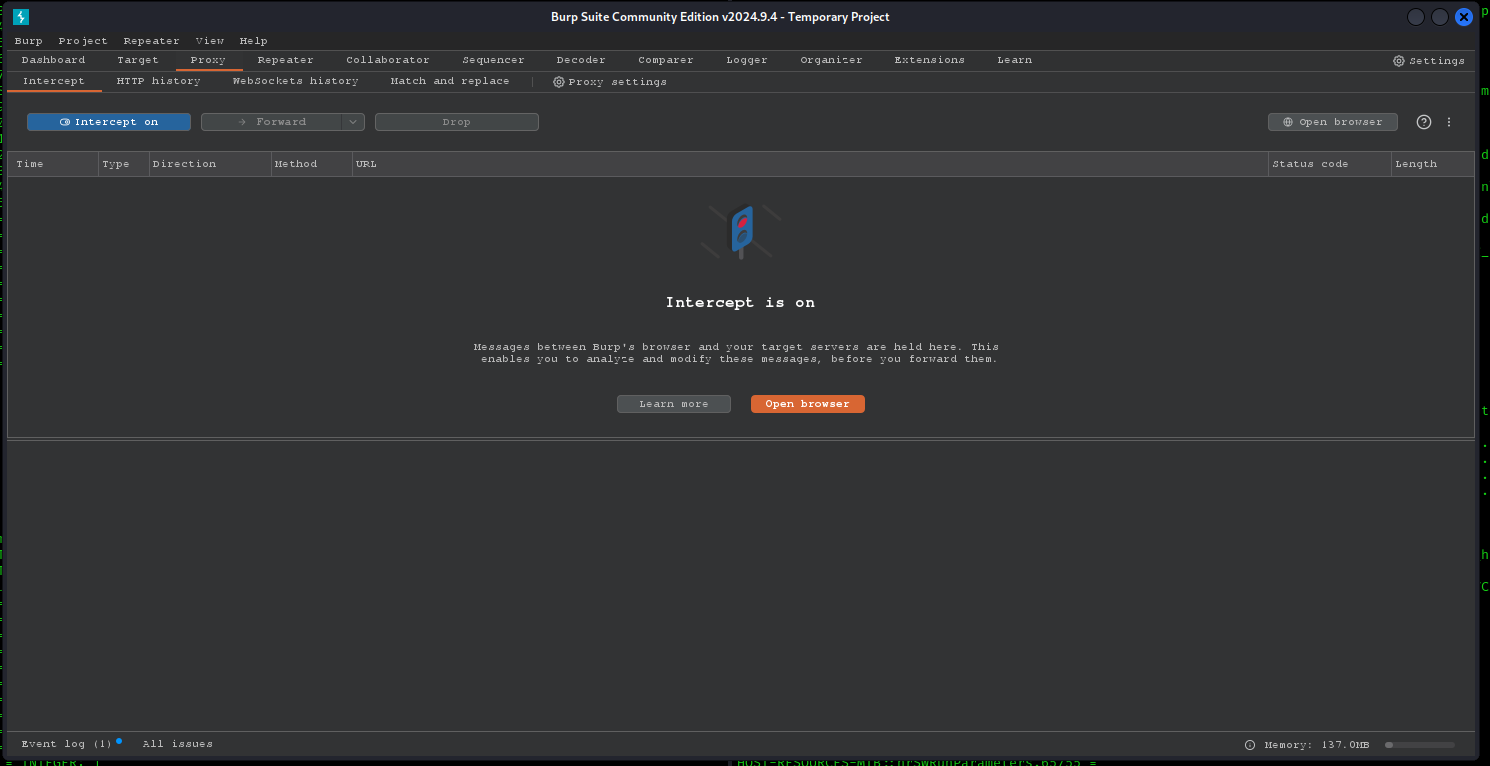 Burp Suite Community Edition v2024.9.4 - Temporary Project
Burp Project Repeater View Help
Dashboard Target Proxy Repeater Collaborator Sequencer Decoder Comparer Logger Organizer Extensions Learn Settings
Intercept HTTP history WebSockets history Match and replace Proxy settings
Intercept on Forward Drop Open browser
Time Type Direction Method URL Status code Length
Intercept is on
Messages between Burp's browser and your target servers are held here. This
enables you to analyze and modify these messages, before you forward them.
Learn more Open browser
Event log (1) All issues Memory: 137.0MB